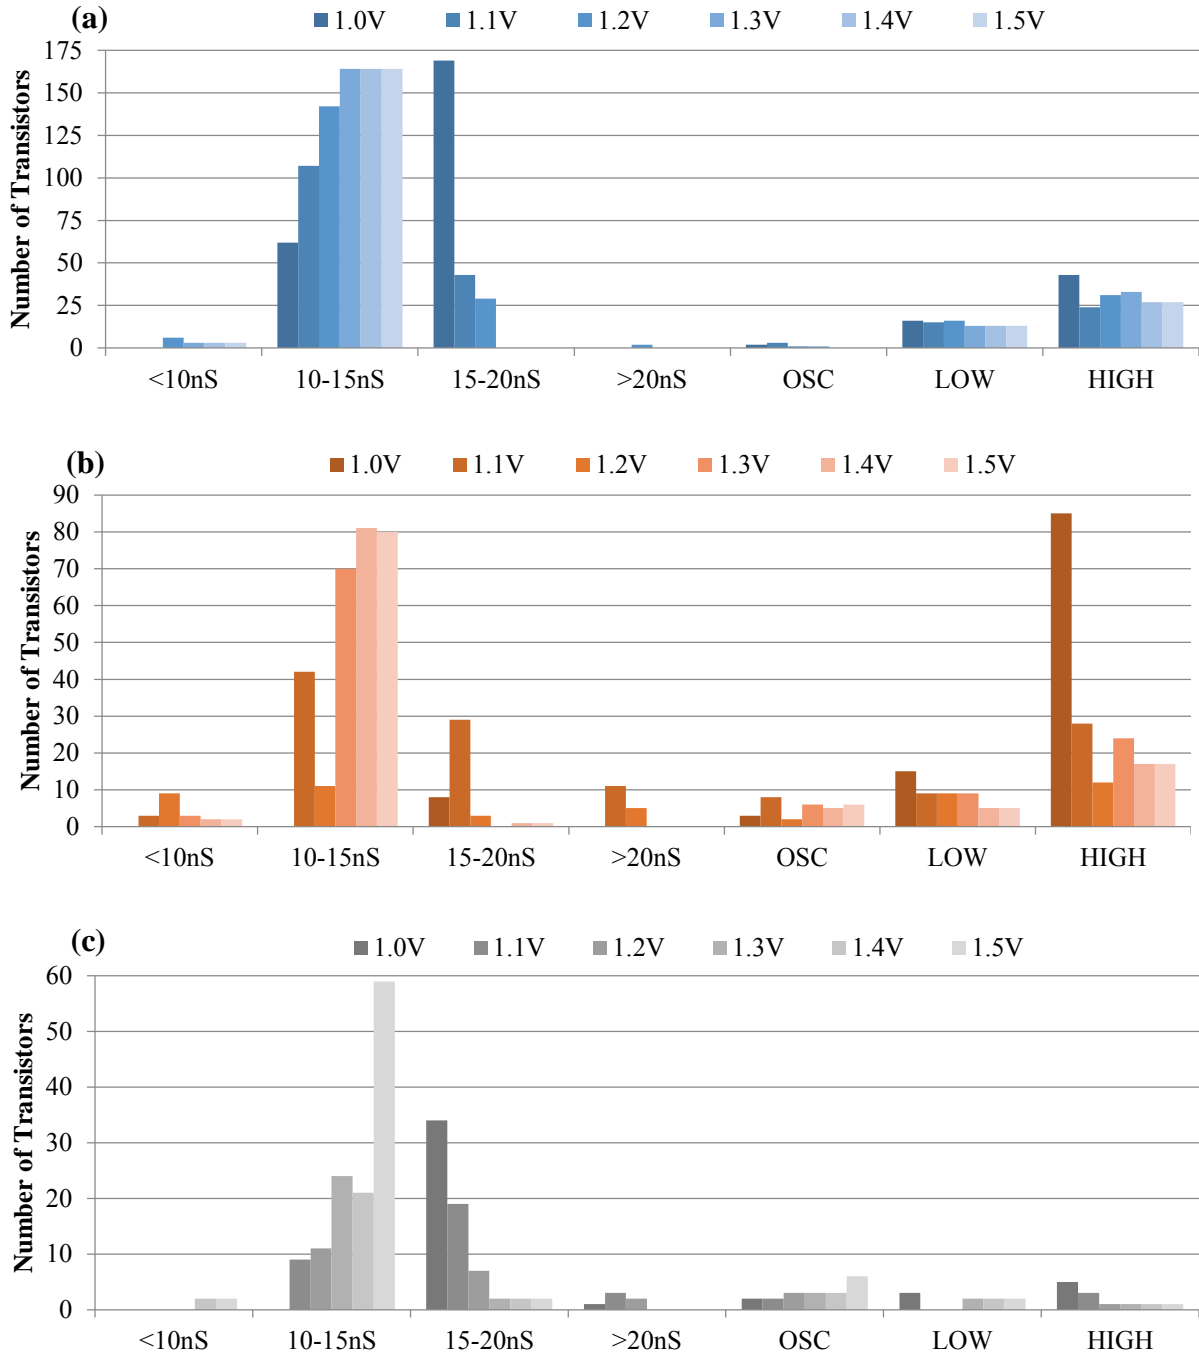 (a)
1.0V 1.1V 1.2V 1.3V 1.4V 1.5V
Number of Transistors
175
150
125
100
75
50
25
0
<10nS 10-15nS 15-20nS >20nS OSC LOW HIGH
(b)
1.0V 1.1V 1.2V 1.3V 1.4V 1.5V
Number of Transistors
90
80
70
60
50
40
30
20
10
0
<10nS 10-15nS 15-20nS >20nS OSC LOW HIGH
(c)
1.0V 1.1V 1.2V 1.3V 1.4V 1.5V
Number of Transistors
60
50
40
30
20
10
0
<10nS 10-15nS 15-20nS >20nS OSC LOW HIGH